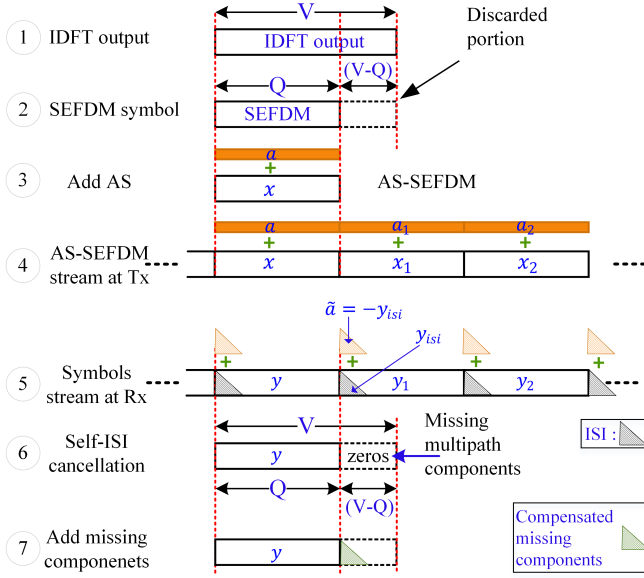 V
Discarded
portion
1 IDFT output
IDFT output
Q
(V-Q)
2 SEFDM symbol
SEFDM
a
+
3 Add AS
x
AS-SEFDM
a a₁ a₂
+ + +
4 AS-SEFDM
stream at Tx
x x₁ x₂
ã = −y_isi
y_isi
+ + + +
5 Symbols
stream at Rx
y y₁ y₂
ISI :
V
6 Self-ISI
cancellation
y
zeros
Missing
multipath
components
Q
(V-Q)
7 Add missing
componenets
y
Compensated
missing
components